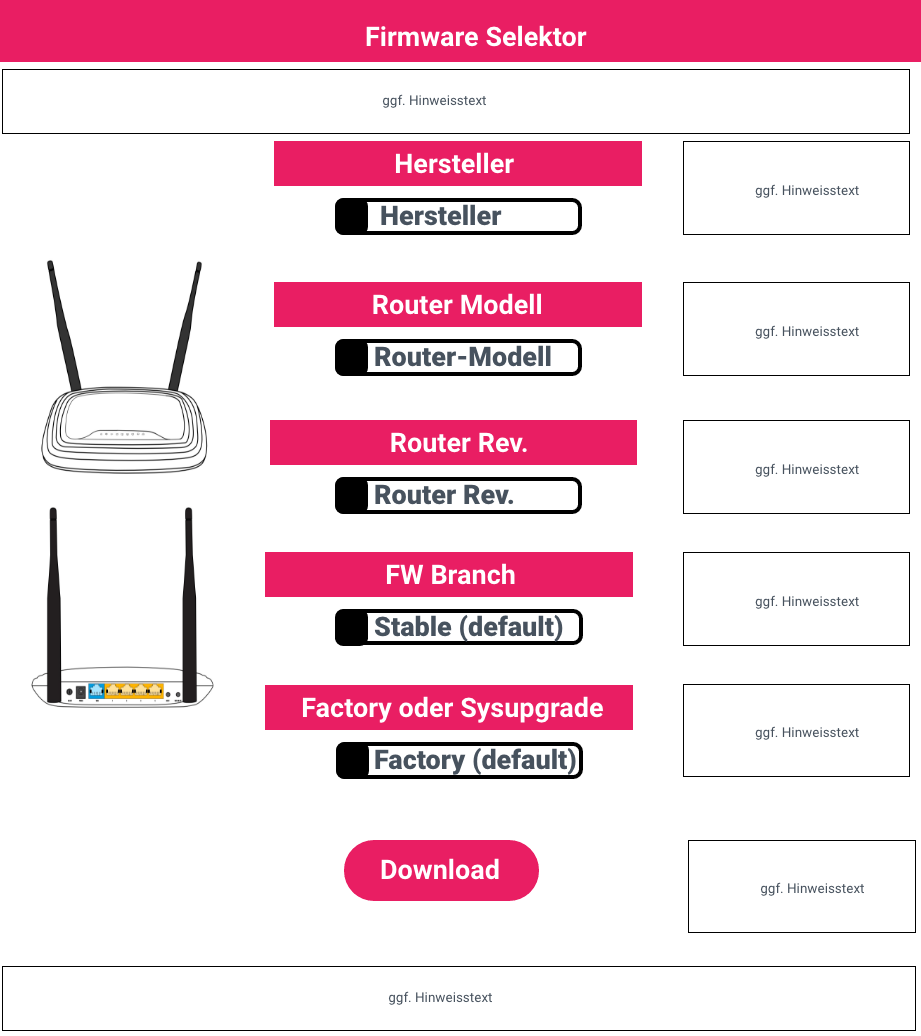 Firmware Selektor
ggf. Hinweisstext
Hersteller
ggf. Hinweisstext
Hersteller
Router Modell
ggf. Hinweisstext
Router-Modell
Router Rev.
ggf. Hinweisstext
Router Rev.
FW Branch
ggf. Hinweisstext
Stable (default)
Factory oder Sysupgrade
ggf. Hinweisstext
Factory (default)
Download
ggf. Hinweisstext
ggf. Hinweisstext